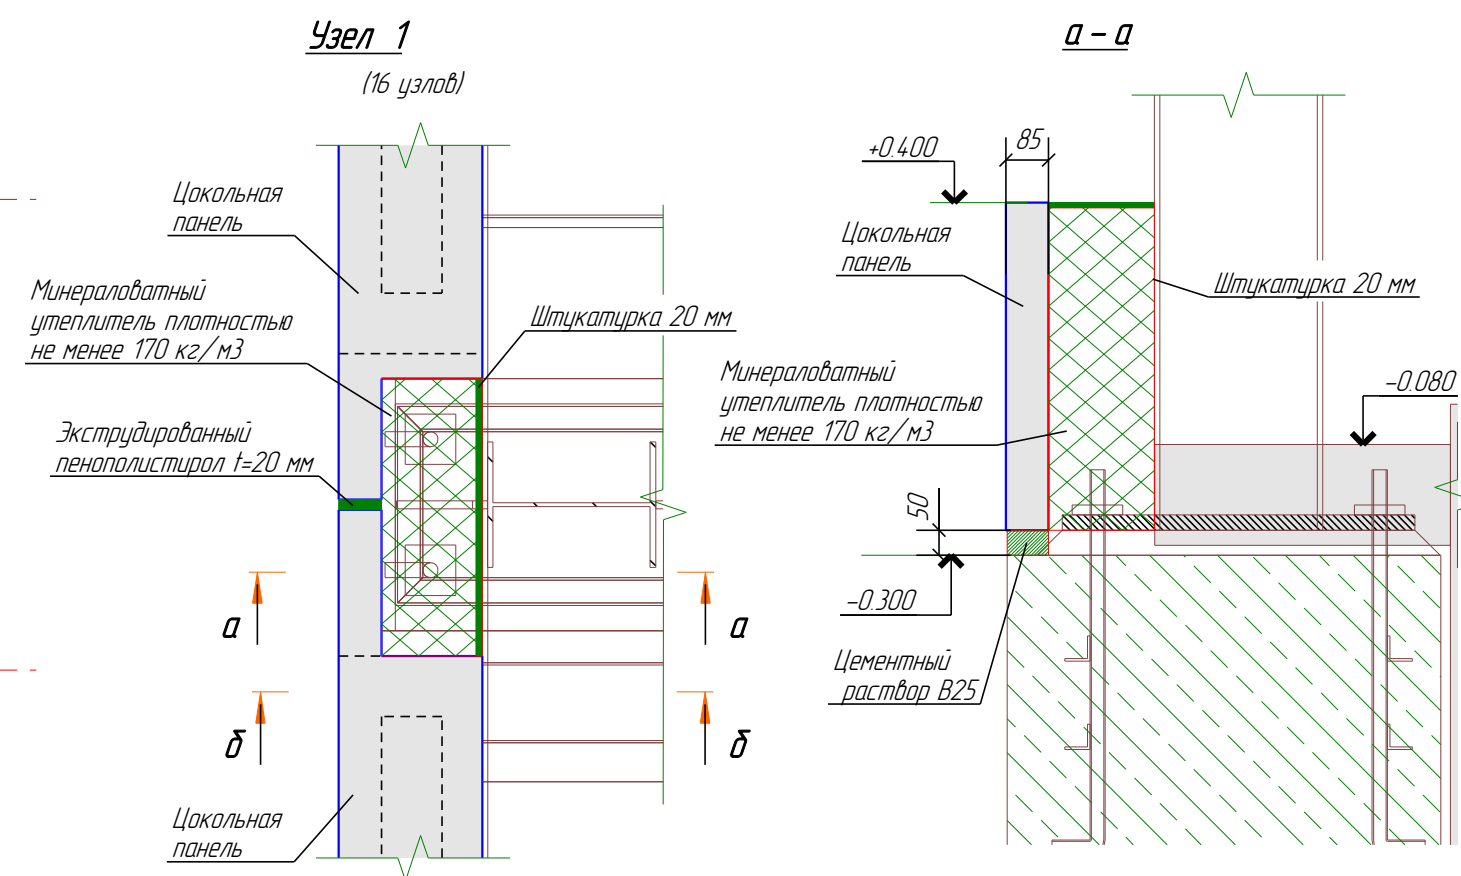 Узел 1
(16 узлов)
Цокольная
панель
Минераловатный
утеплитель плотностью
не менее 170 кг/м3
Штукатурка 20 мм
Экструдированный
пенополистирол t=20 мм
а
а
б
б
Цокольная
панель
а - а
+0.400
85
Цокольная
панель
Штукатурка 20 мм
Минераловатный
утеплитель плотностью
не менее 170 кг/м3
-0.080
50
-0.300
Цементный
раствор В25